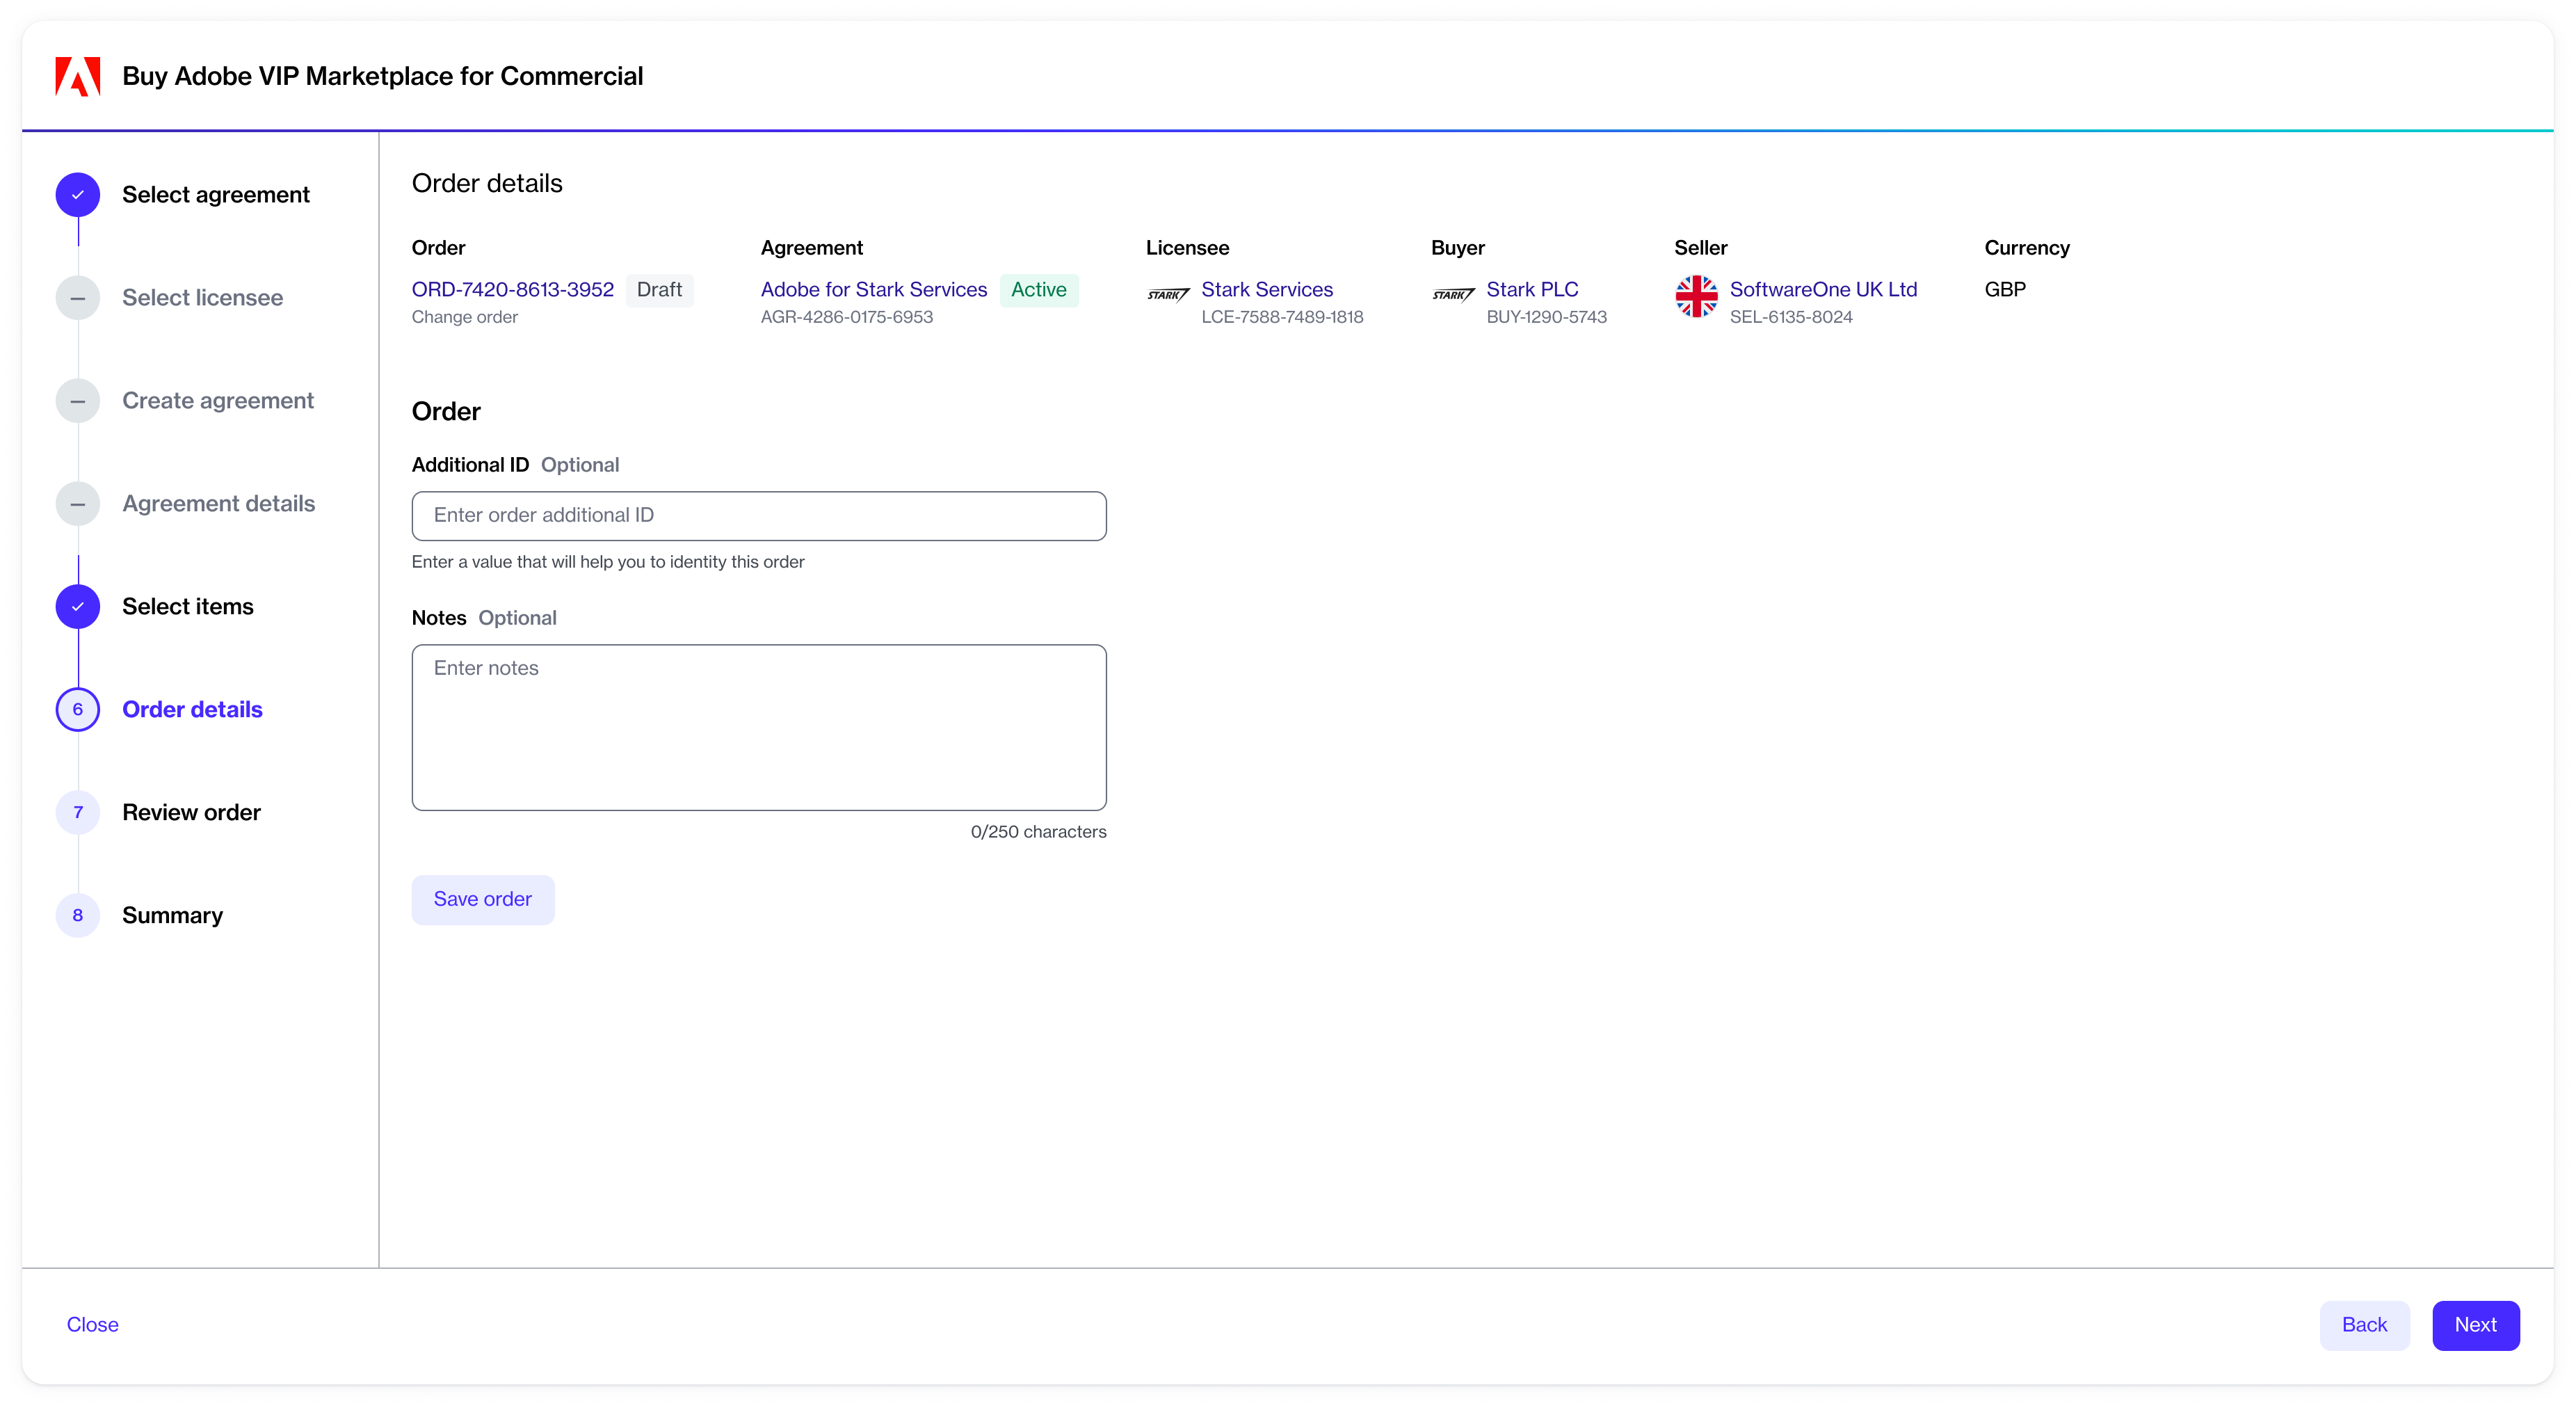 Buy Adobe VIP Marketplace for Commercial
Select agreement
Select licensee
Create agreement
Agreement details
Select items
6 Order details
7 Review order
8 Summary
Order details
Order Agreement Licensee Buyer Seller Currency
ORD-7420-8613-3952 Draft Adobe for Stark Services Active STARK Stark Services STARK Stark PLC SoftwareOne UK Ltd GBP
Change order AGR-4286-0175-6953 LCE-7588-7489-1818 BUY-1290-5743 SEL-6135-8024
Order
Additional ID Optional
Enter order additional ID
Enter a value that will help you to identity this order
Notes Optional
Enter notes
0/250 characters
Save order
Close Back Next